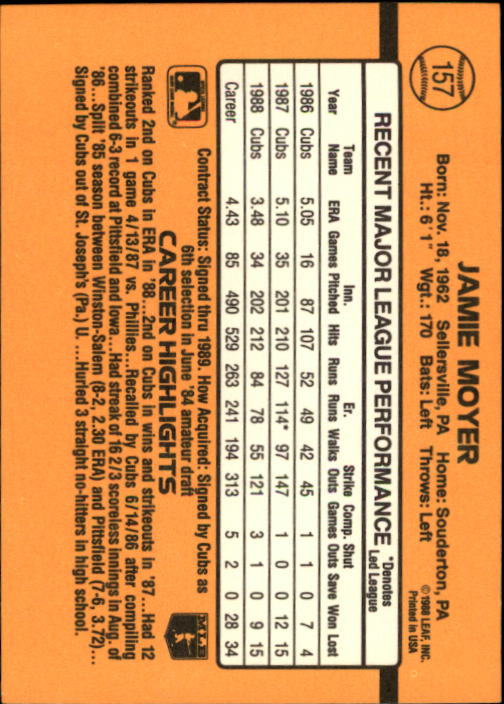 157
JAMIE MOYER
Born: Nov. 18, 1962 Sellersville, PA Home: Souderton, PA
Ht.: 6'1" Wgt.: 170 Bats: Left Throws: Left
© 1988 LEAF, INC.
Printed in USA
RECENT MAJOR LEAGUE PERFORMANCE *Denotes Led League
Year Team Name ERA Games Inn. Pitched Hits Runs Er. Runs Walks Strike Outs Comp. Games Shut Outs Save Won Lost
1986 Cubs 5.05 16 87 107 52 49 42 45 1 1 0 7 4
1987 Cubs 5.10 35 201 210 127 114* 97 147 1 0 0 12 15
1988 Cubs 3.48 34 202 212 84 78 55 121 3 1 0 9 15
Career 4.43 85 490 529 263 241 194 313 5 2 0 28 34
Contract Status: Signed thru 1989. How Acquired: Signed by Cubs as
6th selection in June '84 amateur draft
MLB
CAREER HIGHLIGHTS
Ranked 2nd on Cubs in ERA in '88...2nd on Cubs in wins and strikeouts in '87...Had 12
strikeouts in 1 game 4/13/87 vs. Phillies...Recalled by Cubs 6/14/86 after compiling
combined 6-3 record at Pittsfield and Iowa...Had streak of 16 2/3 scoreless innings in Aug. of
'86...Split '85 season between Winston-Salem (8-2, 2.30 ERA) and Pittsfield (7-6, 3.72)...
Signed by Cubs out of St. Joseph's (Pa.) U. ...Hurled 3 straight no-hitters in high school.